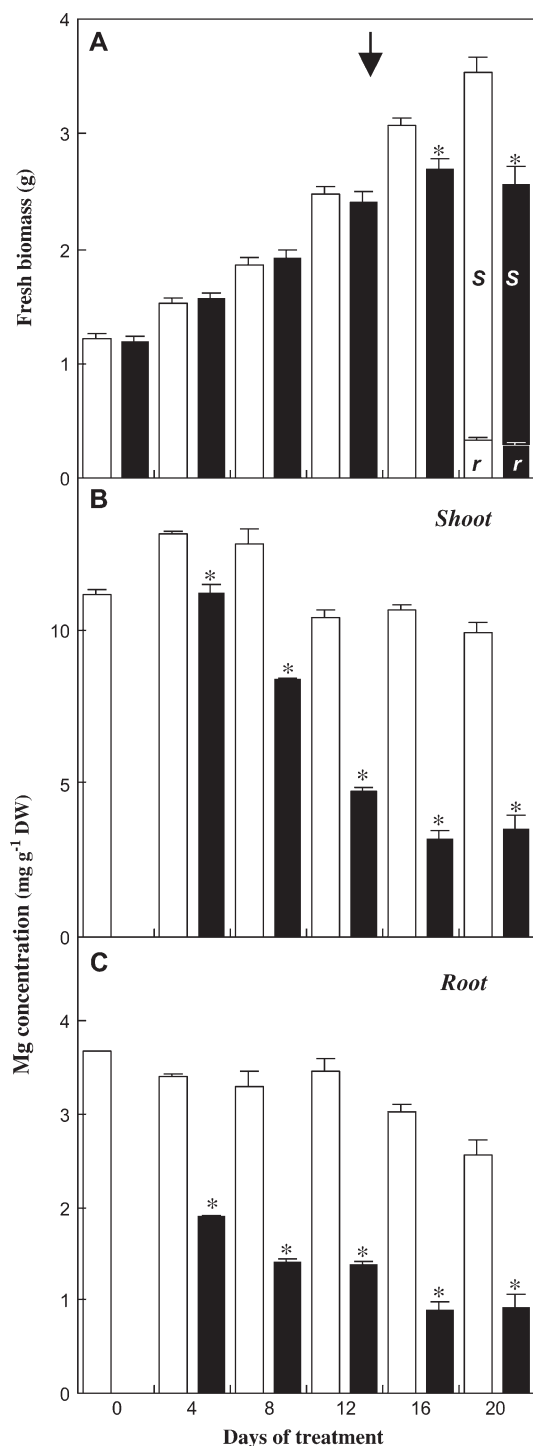 A
Fresh biomass (g)
4
3
2
1
0
*
*
S
S
r
r
B
Shoot
Mg concentration (mg g⁻¹ DW)
10
5
0
*
*
*
*
*
C
Root
4
3
2
1
0
*
*
*
*
*
0 4 8 12 16 20
Days of treatment